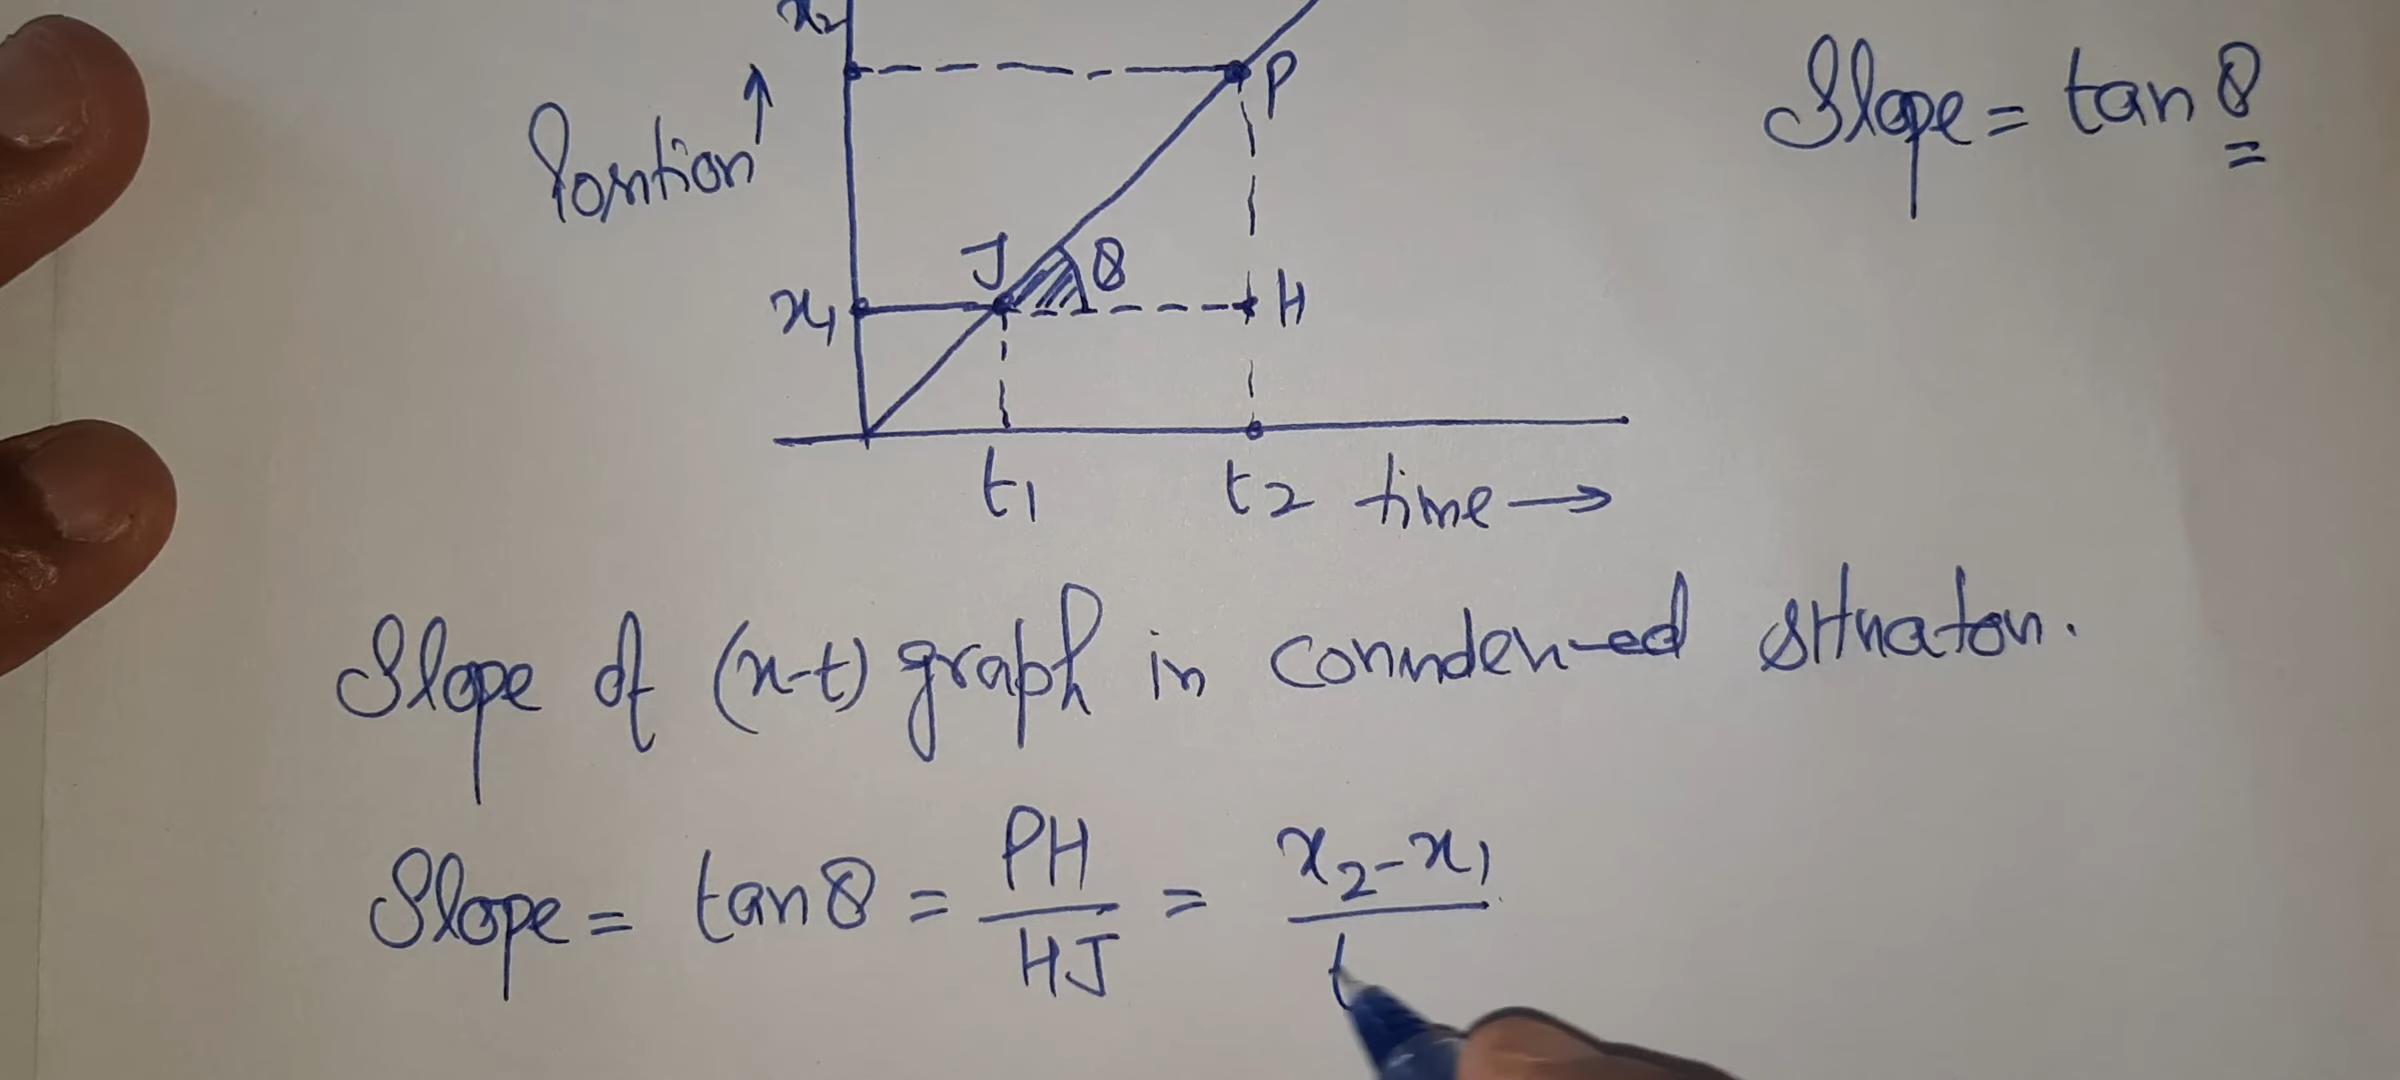 x₂
P
Slope = tan θ
Position ↑
J θ
x₁ H
t₁ t₂ time →
Slope of (x-t) graph in considered situation.
Slope = tan θ = PH/HJ = x₂-x₁/t